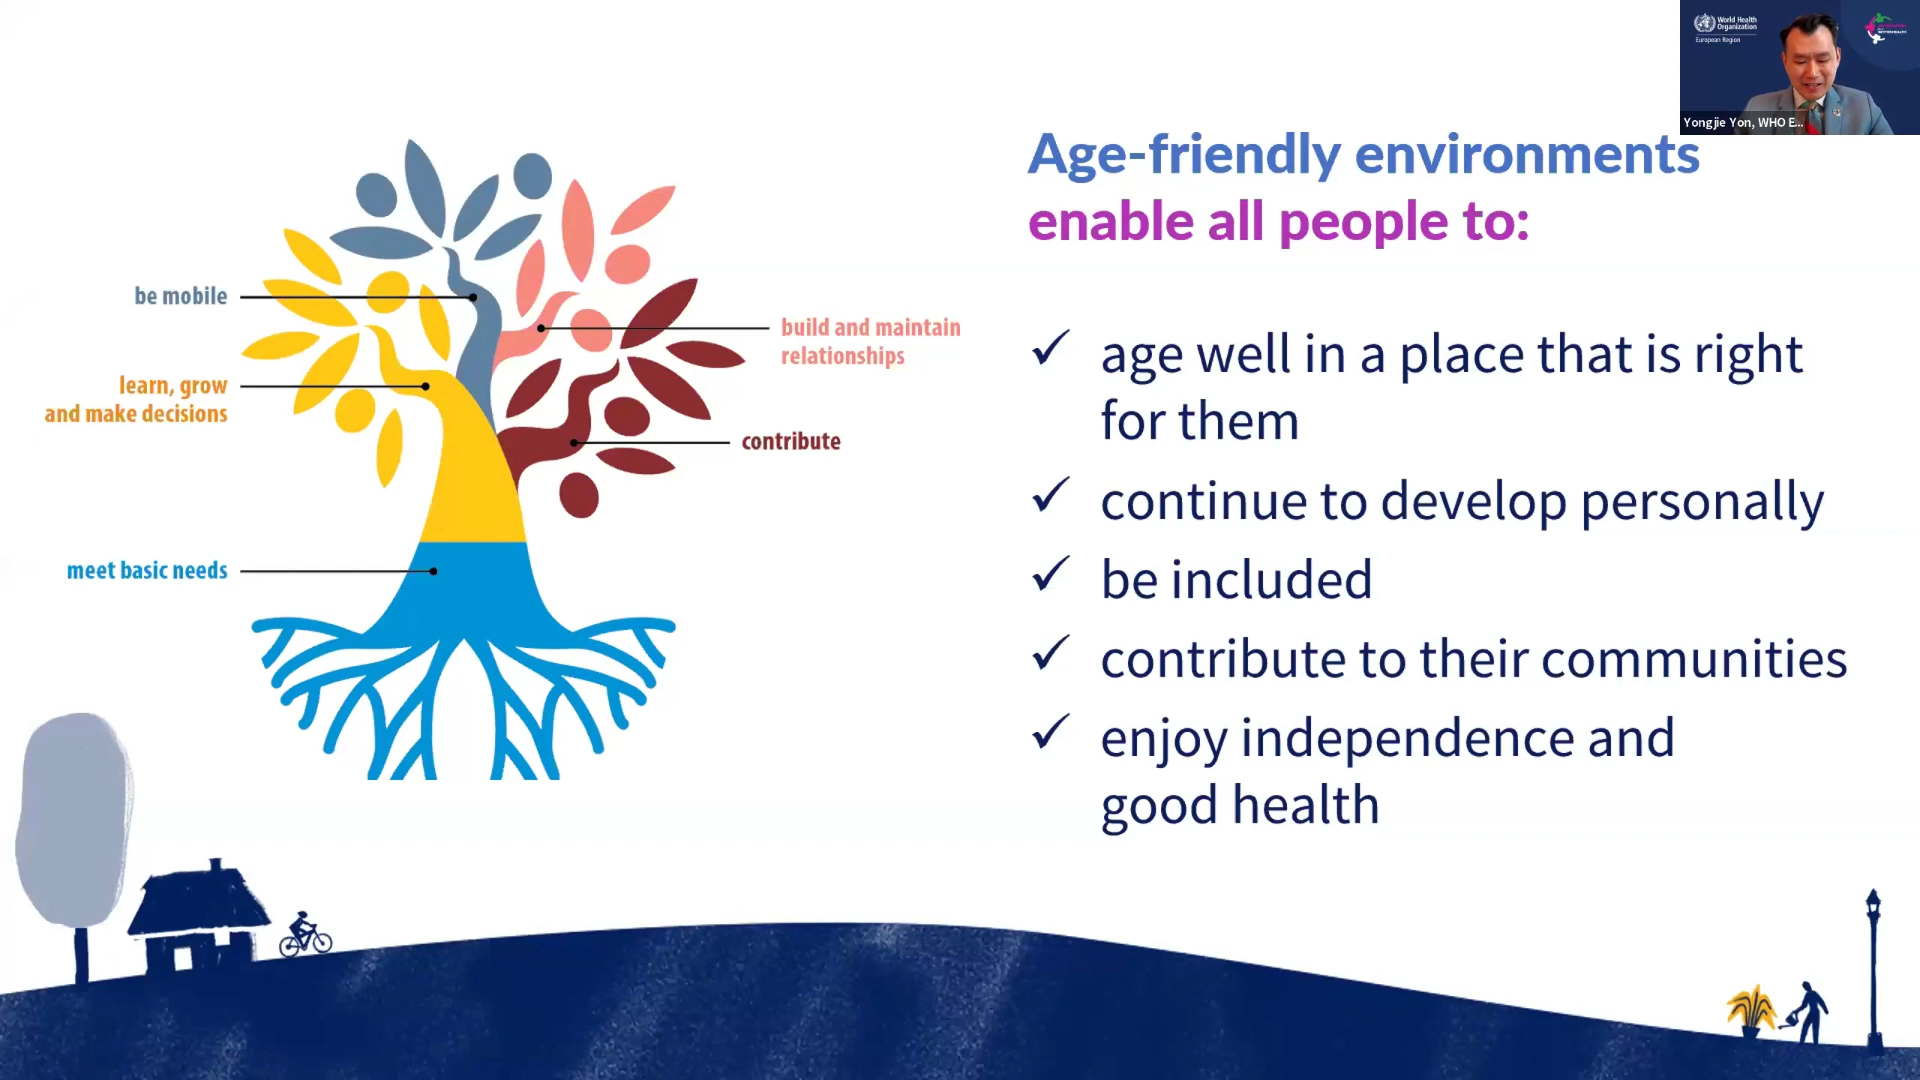 World Health
Organization
European Region
Yongjie Yon, WHO E...
Age-friendly environments
enable all people to:
be mobile
learn, grow
and make decisions
meet basic needs
build and maintain
relationships
contribute
age well in a place that is right
for them
continue to develop personally
be included
contribute to their communities
enjoy independence and
good health